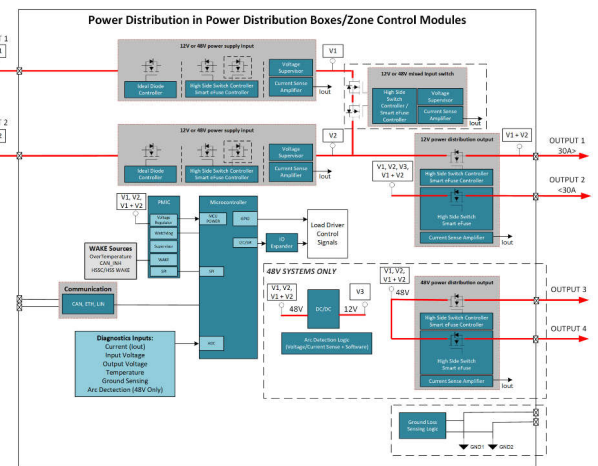 Power Distribution in Power Distribution Boxes/Zone Control Modules
12V or 48V power supply input
Ideal Diode
Controller
High Side Switch Controller
Smart eFuse Controller
Voltage
Supervisor
Current Sense
Amplifier
Iout
V1
12V or 48V mixed input switch
High Side
Switch
Controller /
Smart eFuse
Controller
Voltage
Supervisor
Current Sense
Amplifier
Iout
12V or 48V power supply input
Ideal Diode
Controller
High Side Switch Controller
Smart eFuse Controller
Voltage
Supervisor
Current Sense
Amplifier
Iout
V2
V1 + V2
OUTPUT 1
30A>
OUTPUT 2
<30A
V1, V2, V3,
V1 + V2
12V power distribution output
High Side Switch Controller
Smart eFuse Controller
High Side Switch
Smart eFuse
Current Sense Amplifier
Iout
V1, V2,
V1 + V2
PMIC
Voltage
Regulator
Watchdog
Supervisor
WAKE
SPI
Microcontroller
MCU
POWER
GPIO
I2C/SPI
SPI
ADC
IO
Expander
Load Driver
Control
Signals
WAKE Sources
OverTemperature
CAN_INH
HSSC/HSS WAKE
Communication
CAN, ETH, LIN
Diagnostics Inputs:
Current (Iout)
Input Voltage
Output Voltage
Temperature
Ground Sensing
Arc Dectection (48V Only)
48V SYSTEMS ONLY
V1, V2,
V1 + V2
48V
DC/DC
V3
12V
Arc Detection Logic
(Voltage/Current Sense + Software)
V1, V2,
V1 + V2
48V
48V power distribution output
High Side Switch Controller
Smart eFuse Controller
High Side Switch
Smart eFuse
Current Sense Amplifier
Iout
OUTPUT 3
OUTPUT 4
Ground Loss
Sensing Logic
GND1
GND2